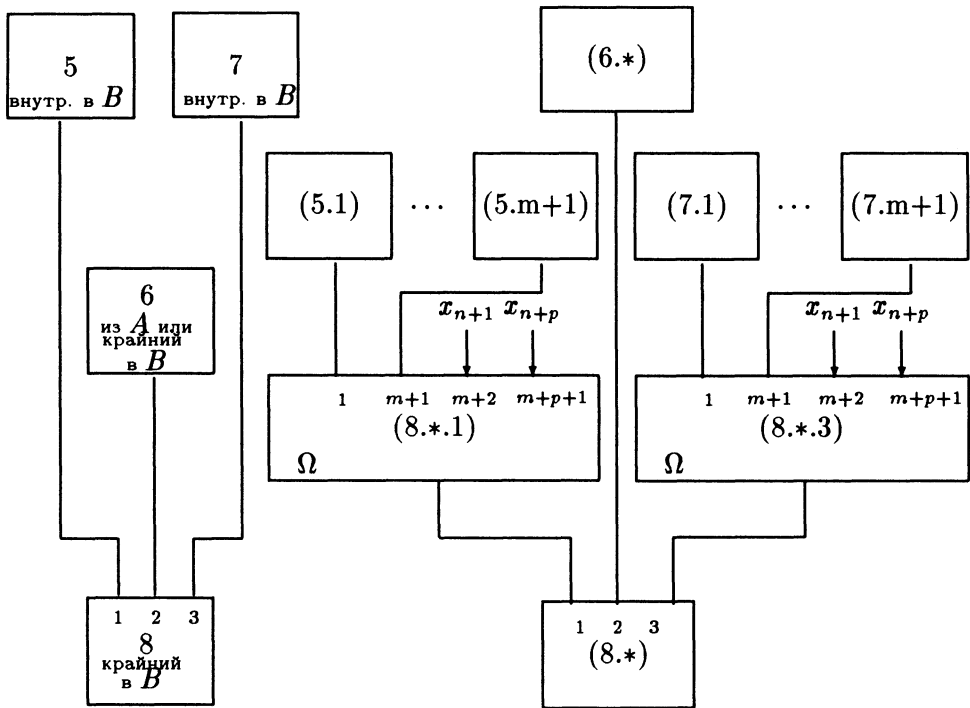 5
внутр. в B
7
внутр. в B
(6.*)
(5.1)
...
(5.m+1)
(7.1)
...
(7.m+1)
6
из A или
крайний
в B
x_{n+1} x_{n+p}
x_{n+1} x_{n+p}
1 m+1 m+2 m+p+1
(8.*.1)
Ω
1 m+1 m+2 m+p+1
(8.*.3)
Ω
1 2 3
8
крайний
в B
1 2 3
(8.*)